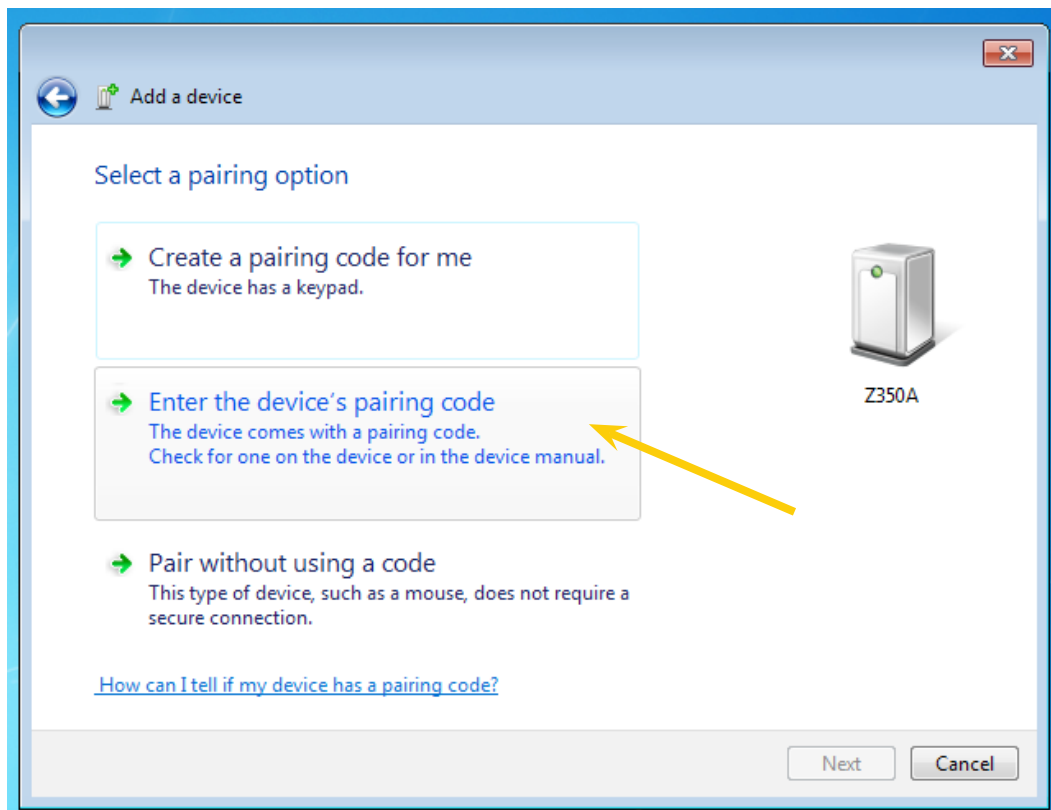 Add a device
Select a pairing option
Create a pairing code for me
The device has a keypad.
Enter the device's pairing code
The device comes with a pairing code.
Check for one on the device or in the device manual.
Z350A
Pair without using a code
This type of device, such as a mouse, does not require a
secure connection.
How can I tell if my device has a pairing code?
Next
Cancel